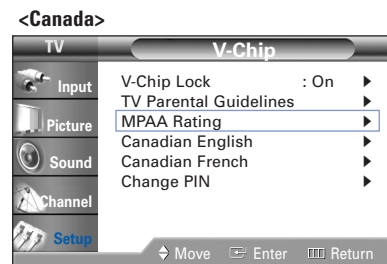 <Canada>
TV
V-Chip
Input
Picture
Sound
Channel
Setup
V-Chip Lock : On
TV Parental Guidelines
MPAA Rating
Canadian English
Canadian French
Change PIN
Move Enter Return